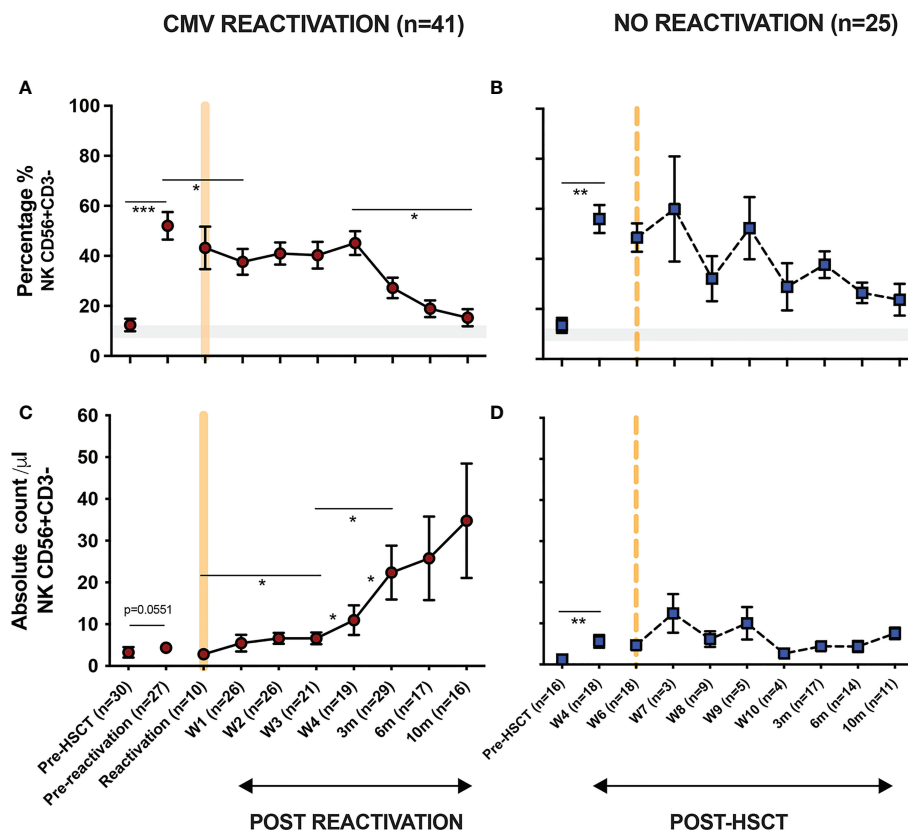 CMV REACTIVATION (n=41)
NO REACTIVATION (n=25)
A
B
Percentage %
NK CD56+CD3-
100
80
60
40
20
0
***
*
*
**
C
D
Absolute count /µl
NK CD56+CD3-
60
50
40
30
20
10
0
p=0.0551
*
*
*
*
**
Pre-HSCT (n=30)
Pre-reactivation (n=27)
Reactivation (n=10)
W1 (n=26)
W2 (n=26)
W3 (n=21)
W4 (n=19)
3m (n=29)
6m (n=17)
10m (n=16)
Pre-HSCT (n=16)
W4 (n=18)
W6 (n=18)
W7 (n=3)
W8 (n=9)
W9 (n=5)
W10 (n=4)
3m (n=17)
6m (n=14)
10m (n=11)
POST REACTIVATION
POST-HSCT